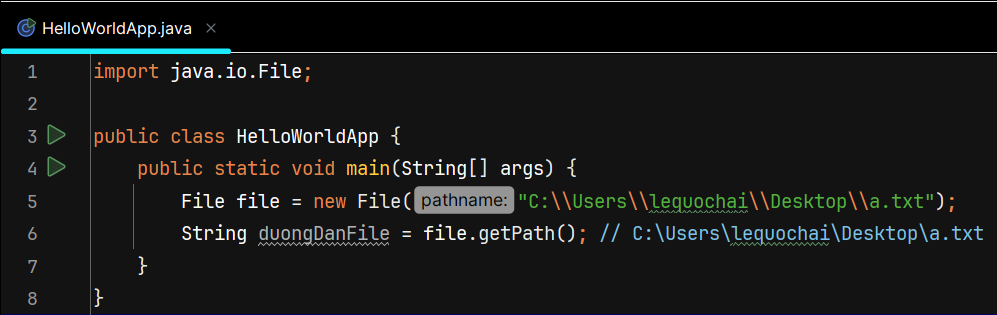 HelloWorldApp.java ×
1 import java.io.File;
2
3 public class HelloWorldApp {
4 public static void main(String[] args) {
5 File file = new File( pathname: "C:\\Users\\lequochai\\Desktop\\a.txt");
6 String duongDanFile = file.getPath(); // C:\Users\lequochai\Desktop\a.txt
7 }
8 }